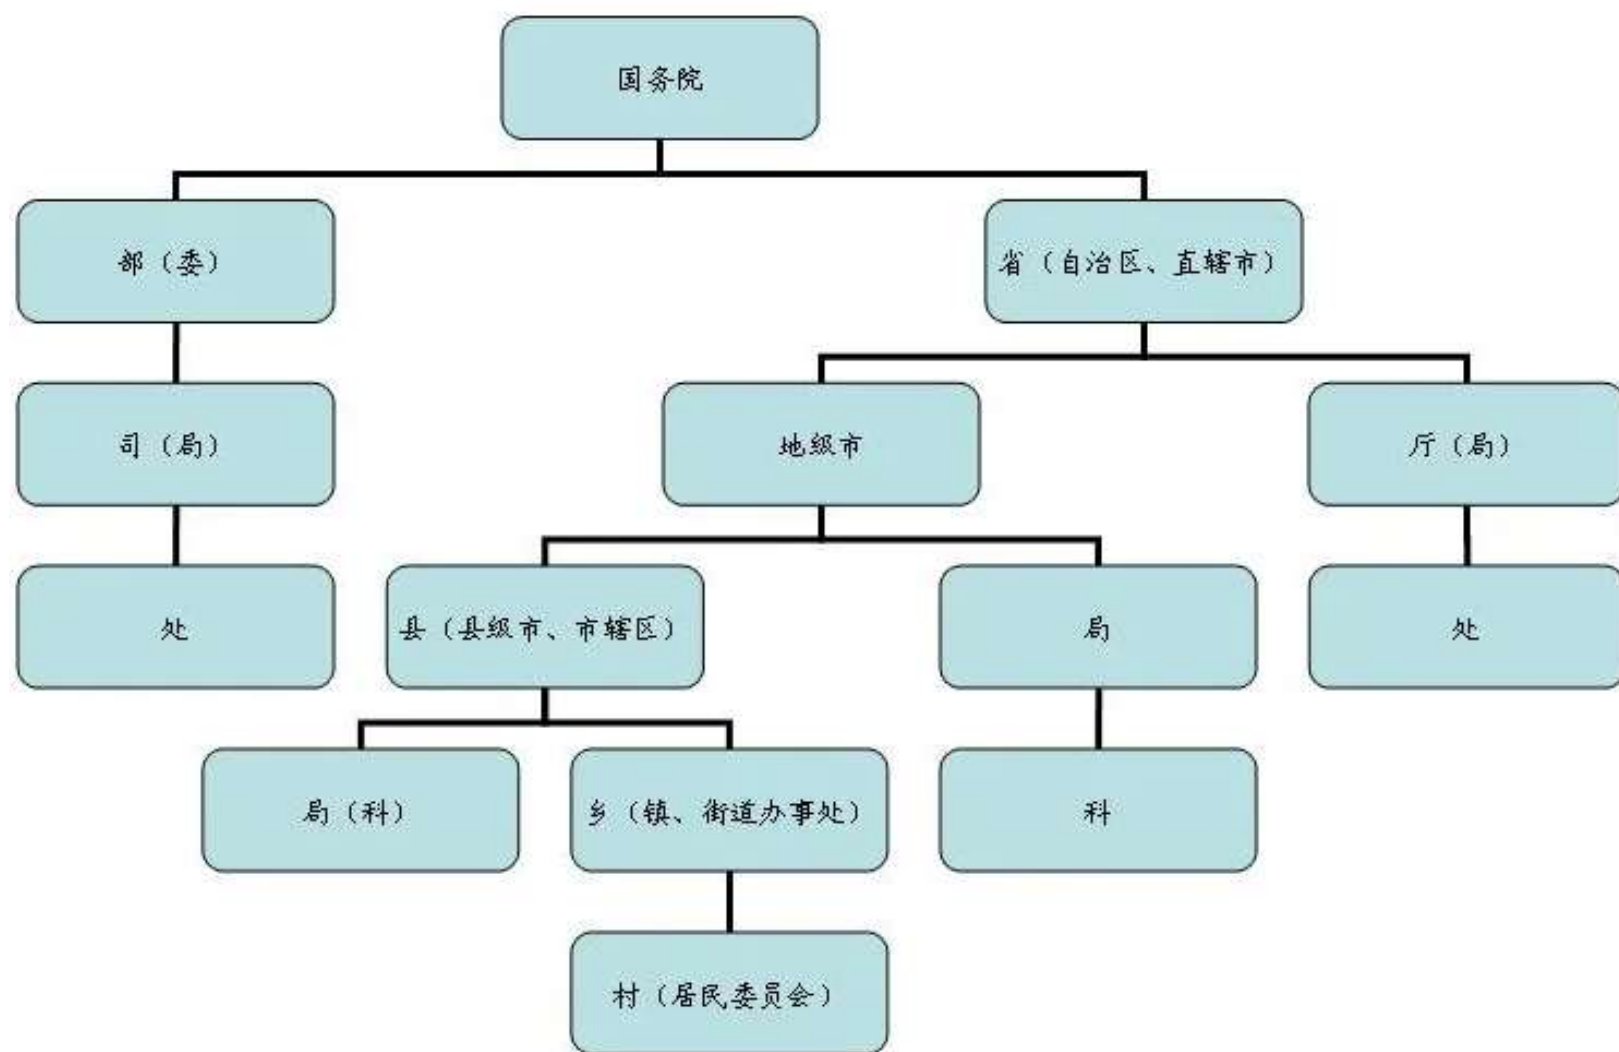 国务院
部（委）
省（自治区、直辖市）
司（局）
地级市
厅（局）
处
县（县级市、市辖区）
局
处
局（科）
乡（镇、街道办事处）
科
村（居民委员会）